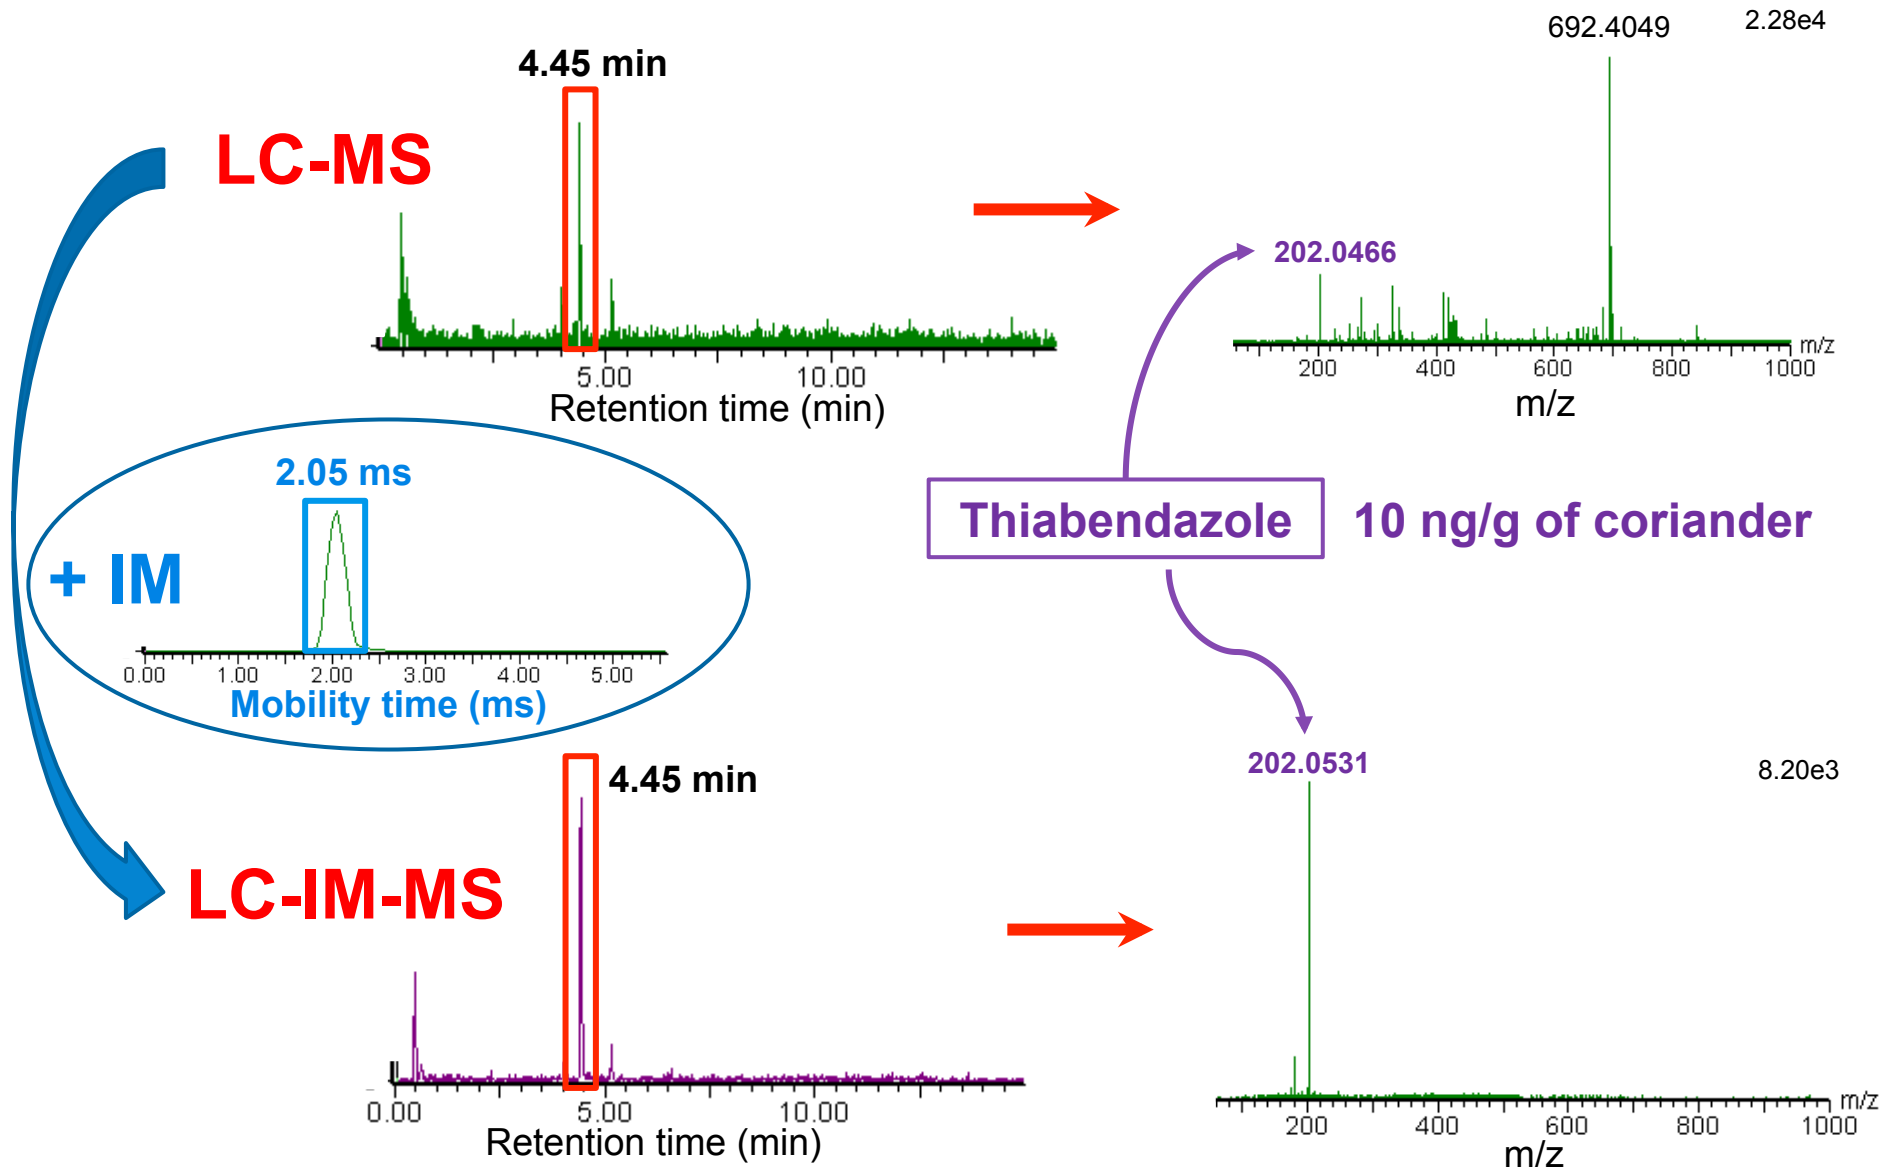 4.45 min
692.4049
2.28e4
LC-MS
202.0466
5.00 10.00
Retention time (min)
200 400 600 800 1000 m/z
m/z
2.05 ms
+ IM
0.00 1.00 2.00 3.00 4.00 5.00
Mobility time (ms)
Thiabendazole
10 ng/g of coriander
4.45 min
202.0531
8.20e3
LC-IM-MS
0.00 5.00 10.00
Retention time (min)
200 400 600 800 1000 m/z
m/z